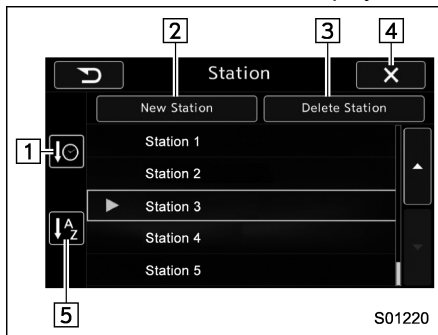 2 3 4
Station
New Station Delete Station
Station 1
1
Station 2
Station 3
Station 4
A
Z
Station 5
5
S01220